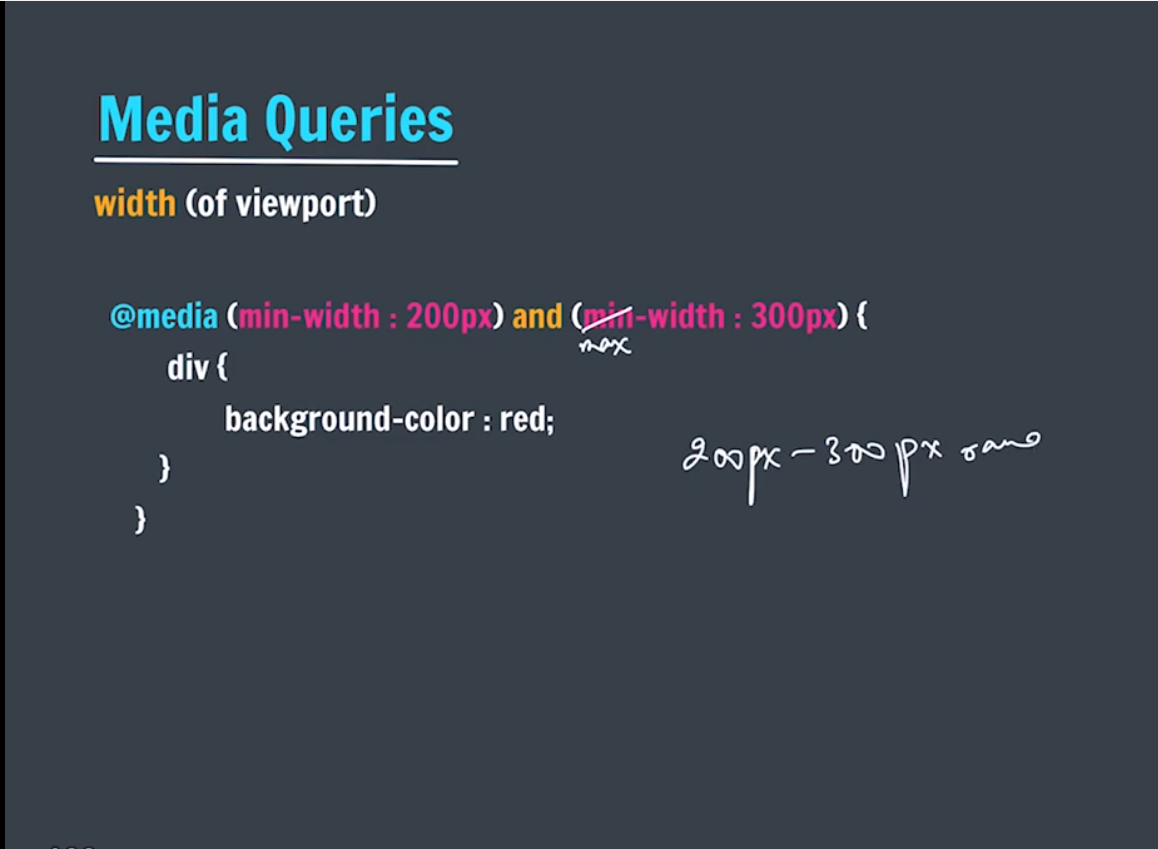 Media Queries
width (of viewport)
@media (min-width : 200px) and (min-width : 300px) {
max
div {
background-color : red;
200px - 300px
}
}